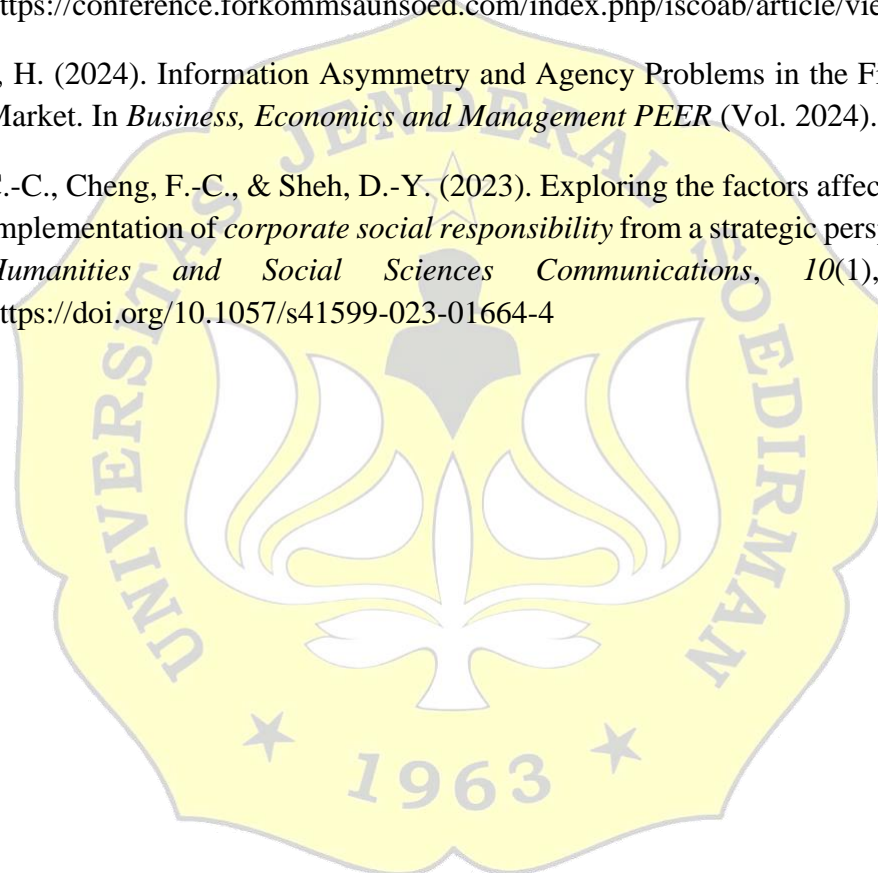 ttps://conference.forkommsaunsoed.com/index.php/iscoab/article/vie
, H. (2024). Information Asymmetry and Agency Problems in the Fi
Market. In Business, Economics and Management PEER (Vol. 2024).
C.-C., Cheng, F.-C., & Sheh, D.-Y. (2023). Exploring the factors affec
mplementation of corporate social responsibility from a strategic persp
Humanities and Social Sciences Communications, 10(1),
ttps://doi.org/10.1057/s41599-023-01664-4
UNIVERSITAS JENDERAL SOEDIRMAN
1963